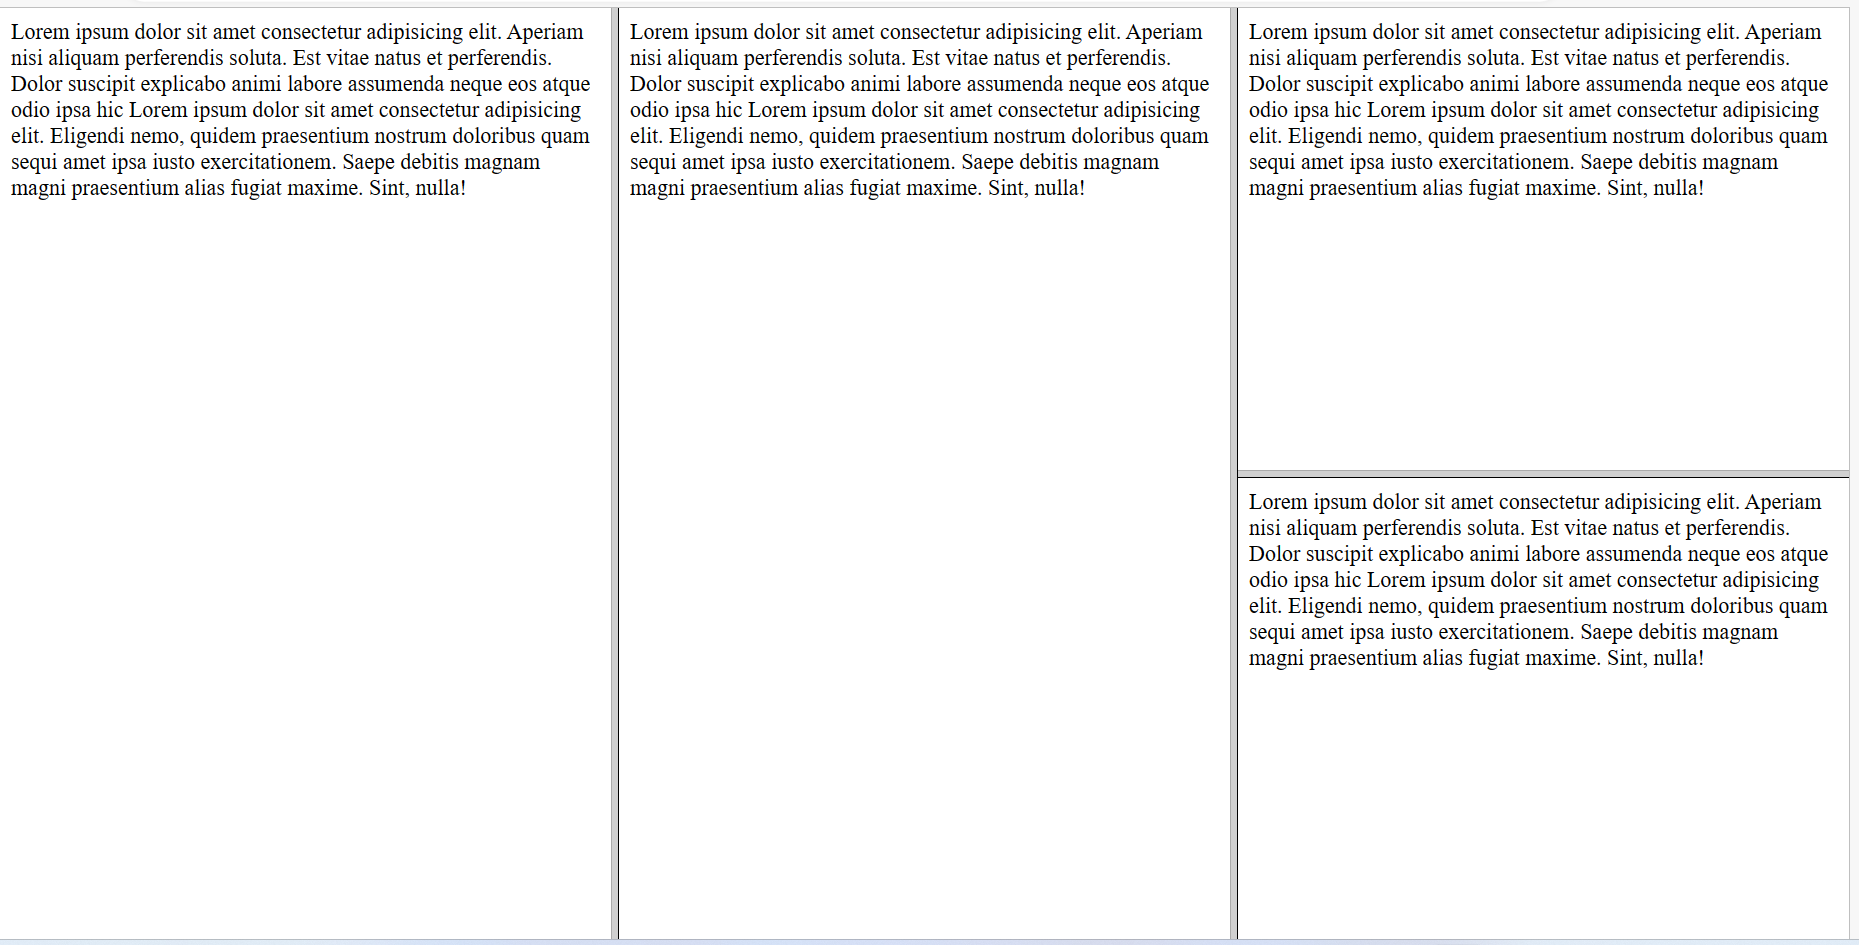 Lorem ipsum dolor sit amet consectetur adipisicing elit. Aperiam
nisi aliquam perferendis soluta. Est vitae natus et perferendis.
Dolor suscipit explicabo animi labore assumenda neque eos atque
odio ipsa hic Lorem ipsum dolor sit amet consectetur adipisicing
elit. Eligendi nemo, quidem praesentium nostrum doloribus quam
sequi amet ipsa iusto exercitationem. Saepe debitis magnam
magni praesentium alias fugiat maxime. Sint, nulla!
Lorem ipsum dolor sit amet consectetur adipisicing elit. Aperiam
nisi aliquam perferendis soluta. Est vitae natus et perferendis.
Dolor suscipit explicabo animi labore assumenda neque eos atque
odio ipsa hic Lorem ipsum dolor sit amet consectetur adipisicing
elit. Eligendi nemo, quidem praesentium nostrum doloribus quam
sequi amet ipsa iusto exercitationem. Saepe debitis magnam
magni praesentium alias fugiat maxime. Sint, nulla!
Lorem ipsum dolor sit amet consectetur adipisicing elit. Aperiam
nisi aliquam perferendis soluta. Est vitae natus et perferendis.
Dolor suscipit explicabo animi labore assumenda neque eos atque
odio ipsa hic Lorem ipsum dolor sit amet consectetur adipisicing
elit. Eligendi nemo, quidem praesentium nostrum doloribus quam
sequi amet ipsa iusto exercitationem. Saepe debitis magnam
magni praesentium alias fugiat maxime. Sint, nulla!
Lorem ipsum dolor sit amet consectetur adipisicing elit. Aperiam
nisi aliquam perferendis soluta. Est vitae natus et perferendis.
Dolor suscipit explicabo animi labore assumenda neque eos atque
odio ipsa hic Lorem ipsum dolor sit amet consectetur adipisicing
elit. Eligendi nemo, quidem praesentium nostrum doloribus quam
sequi amet ipsa iusto exercitationem. Saepe debitis magnam
magni praesentium alias fugiat maxime. Sint, nulla!